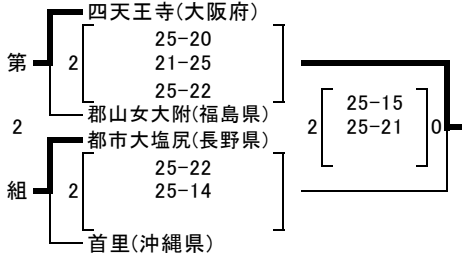 四天王寺(大阪府)
25-20
第 2 21-25
25-22
郡山女大附(福島県)
2
都市大塩尻(長野県)
25-22
組 2 25-14
首里(沖縄県)
25-15
2 25-21 0